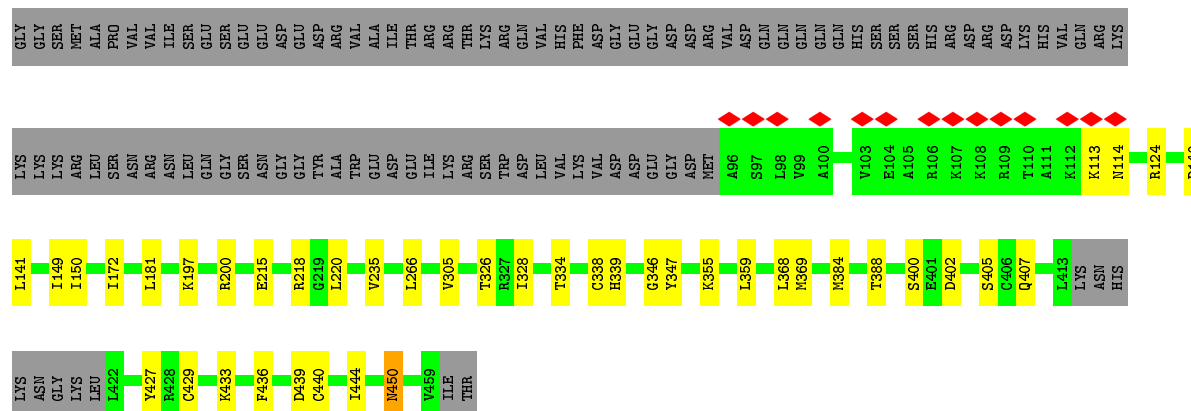 GLY GLY SER MET ALA PRO VAL VAL ILE SER GLU SER GLU GLU ASP GLU ASP ARG VAL ALA ILE THR ARG ARG THR LYS ARG GLN VAL HIS PHE ASP GLY GLU GLY ASP ASP ARG VAL ASP GLN GLN GLN GLN HIS SER SER SER HIS ARG ASP ARG ASP LYS HIS VAL GLN ARG LYS
LYS LYS LYS ARG LEU SER ASN ARG ASN LEU GLN GLY SER ASN GLY GLY TYR ALA TRP GLU ASP GLU ILE LYS ARG SER TRP ASP LEU VAL LYS VAL ASP ASP GLU GLY ASP MET A96 S97 L98 V99 A100 V103 E104 A105 R106 K107 K108 R109 T110 A111 K112 K113 N114 R124
L141 I149 I150 I172 L181 K197 R200 E215 R218 G219 L220 V235 L266 V305 T326 R327 I328 T334 C338 H339 G346 Y347 K355 L359 L368 M369 M384 T388 S400 E401 D402 S405 C406 Q407 L413 LYS ASN HIS
LYS ASN GLY LYS LEU L422 Y427 R428 C429 K433 F436 D439 C440 I444 N450 V459 ILE THR